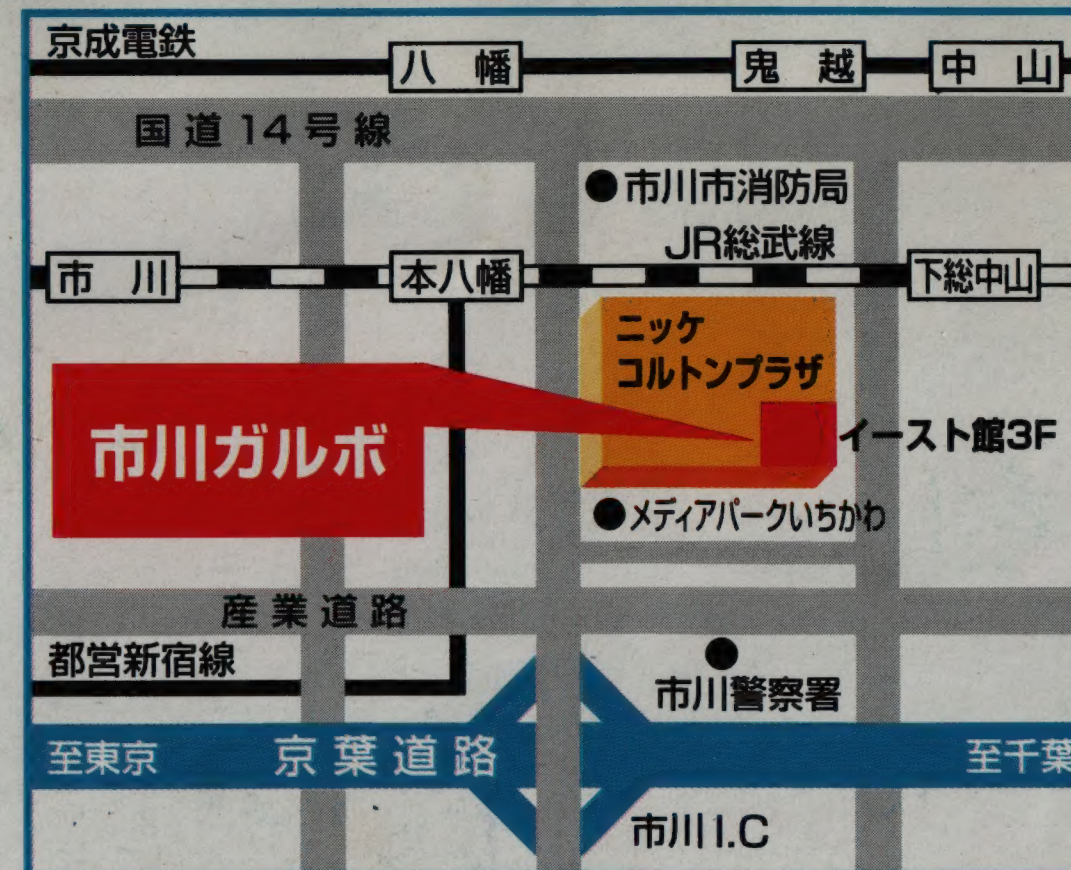 京成電鉄
八幡
鬼越
中山
国道14号線
市川市消防局
JR総武線
市川
本八幡
下総中山
ニッケ
コルトンプラザ
市川ガルボ
イースト館3F
メディアパークいちかわ
産業道路
都営新宿線
市川警察署
至東京
京葉道路
至千葉
市川I.C